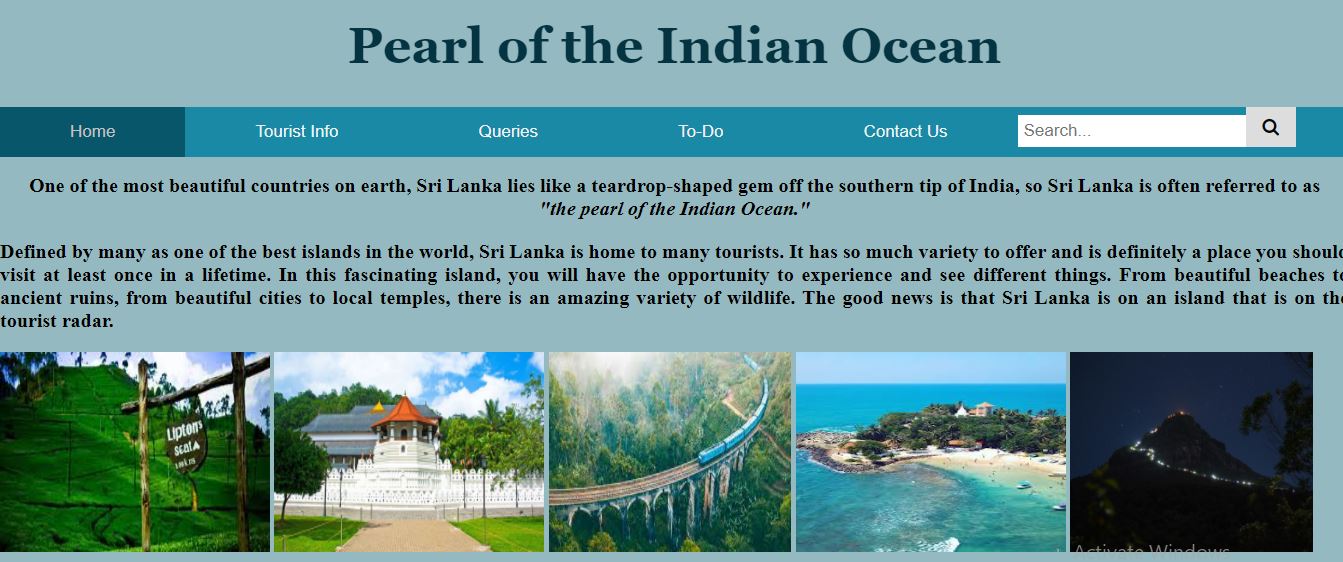 Pearl of the Indian Ocean
Home Tourist Info Queries To-Do Contact Us Search...
One of the most beautiful countries on earth, Sri Lanka lies like a teardrop-shaped gem off the southern tip of India, so Sri Lanka is often referred to as
"the pearl of the Indian Ocean."
Defined by many as one of the best islands in the world, Sri Lanka is home to many tourists. It has so much variety to offer and is definitely a place you should
visit at least once in a lifetime. In this fascinating island, you will have the opportunity to experience and see different things. From beautiful beaches to
ancient ruins, from beautiful cities to local temples, there is an amazing variety of wildlife. The good news is that Sri Lanka is on an island that is on the
tourist radar.
Lipton's
Seat
Activate Windows